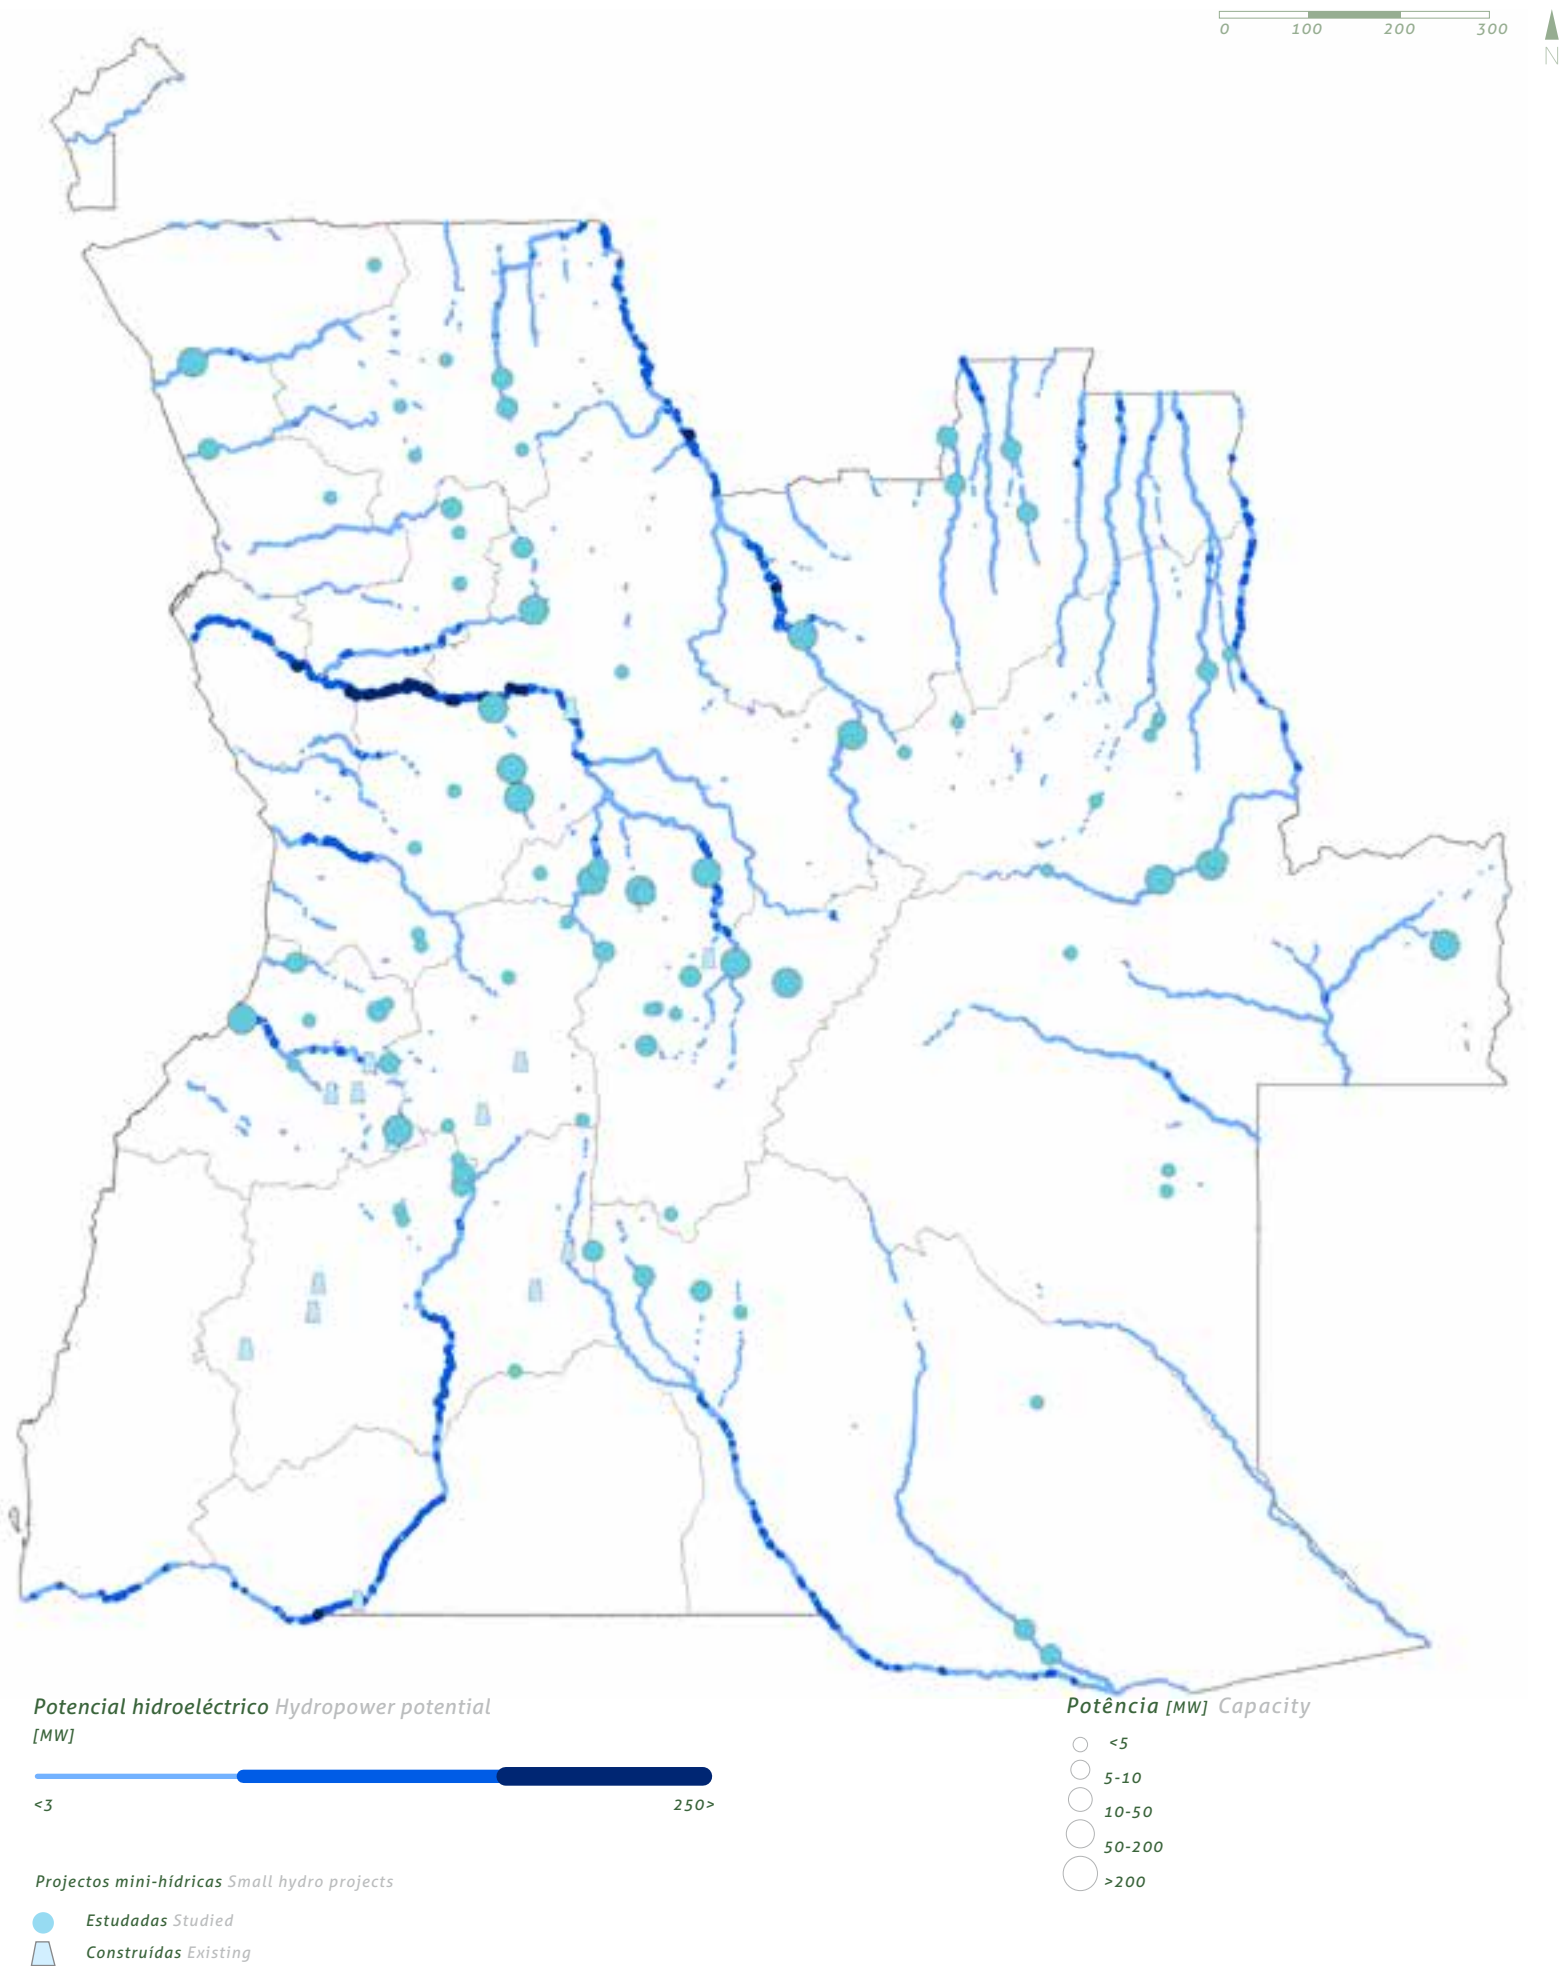 0 100 200 300
N
Potencial hidroeléctrico Hydropower potential
[MW]
<3 250>
Projectos mini-hídricas Small hydro projects
Estudadas Studied
Construídas Existing
Potência [MW] Capacity
<5
5-10
10-50
50-200
>200